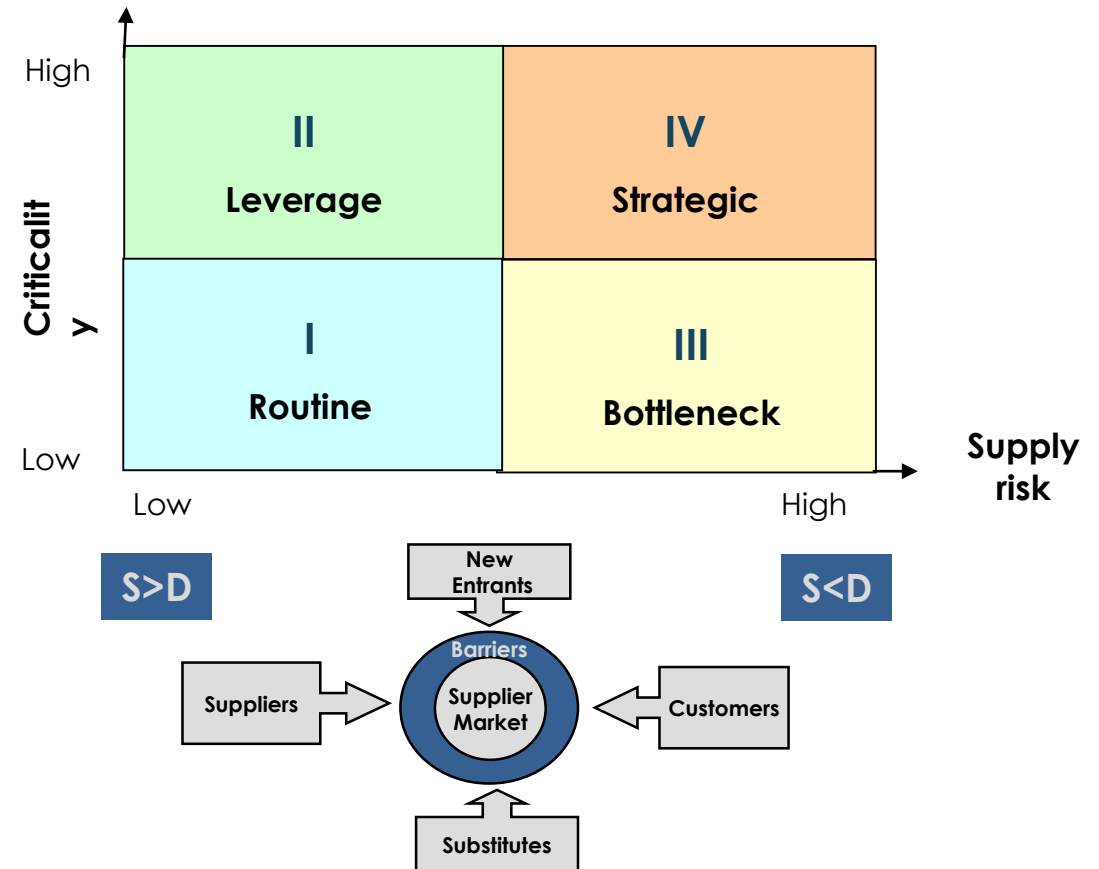 High
II
Leverage
IV
Strategic
Criticalit
y
I
Routine
III
Bottleneck
Low
Low
High
Supply
risk
S>D
S<D
New
Entrants
Barriers
Suppliers
Supplier
Market
Customers
Substitutes